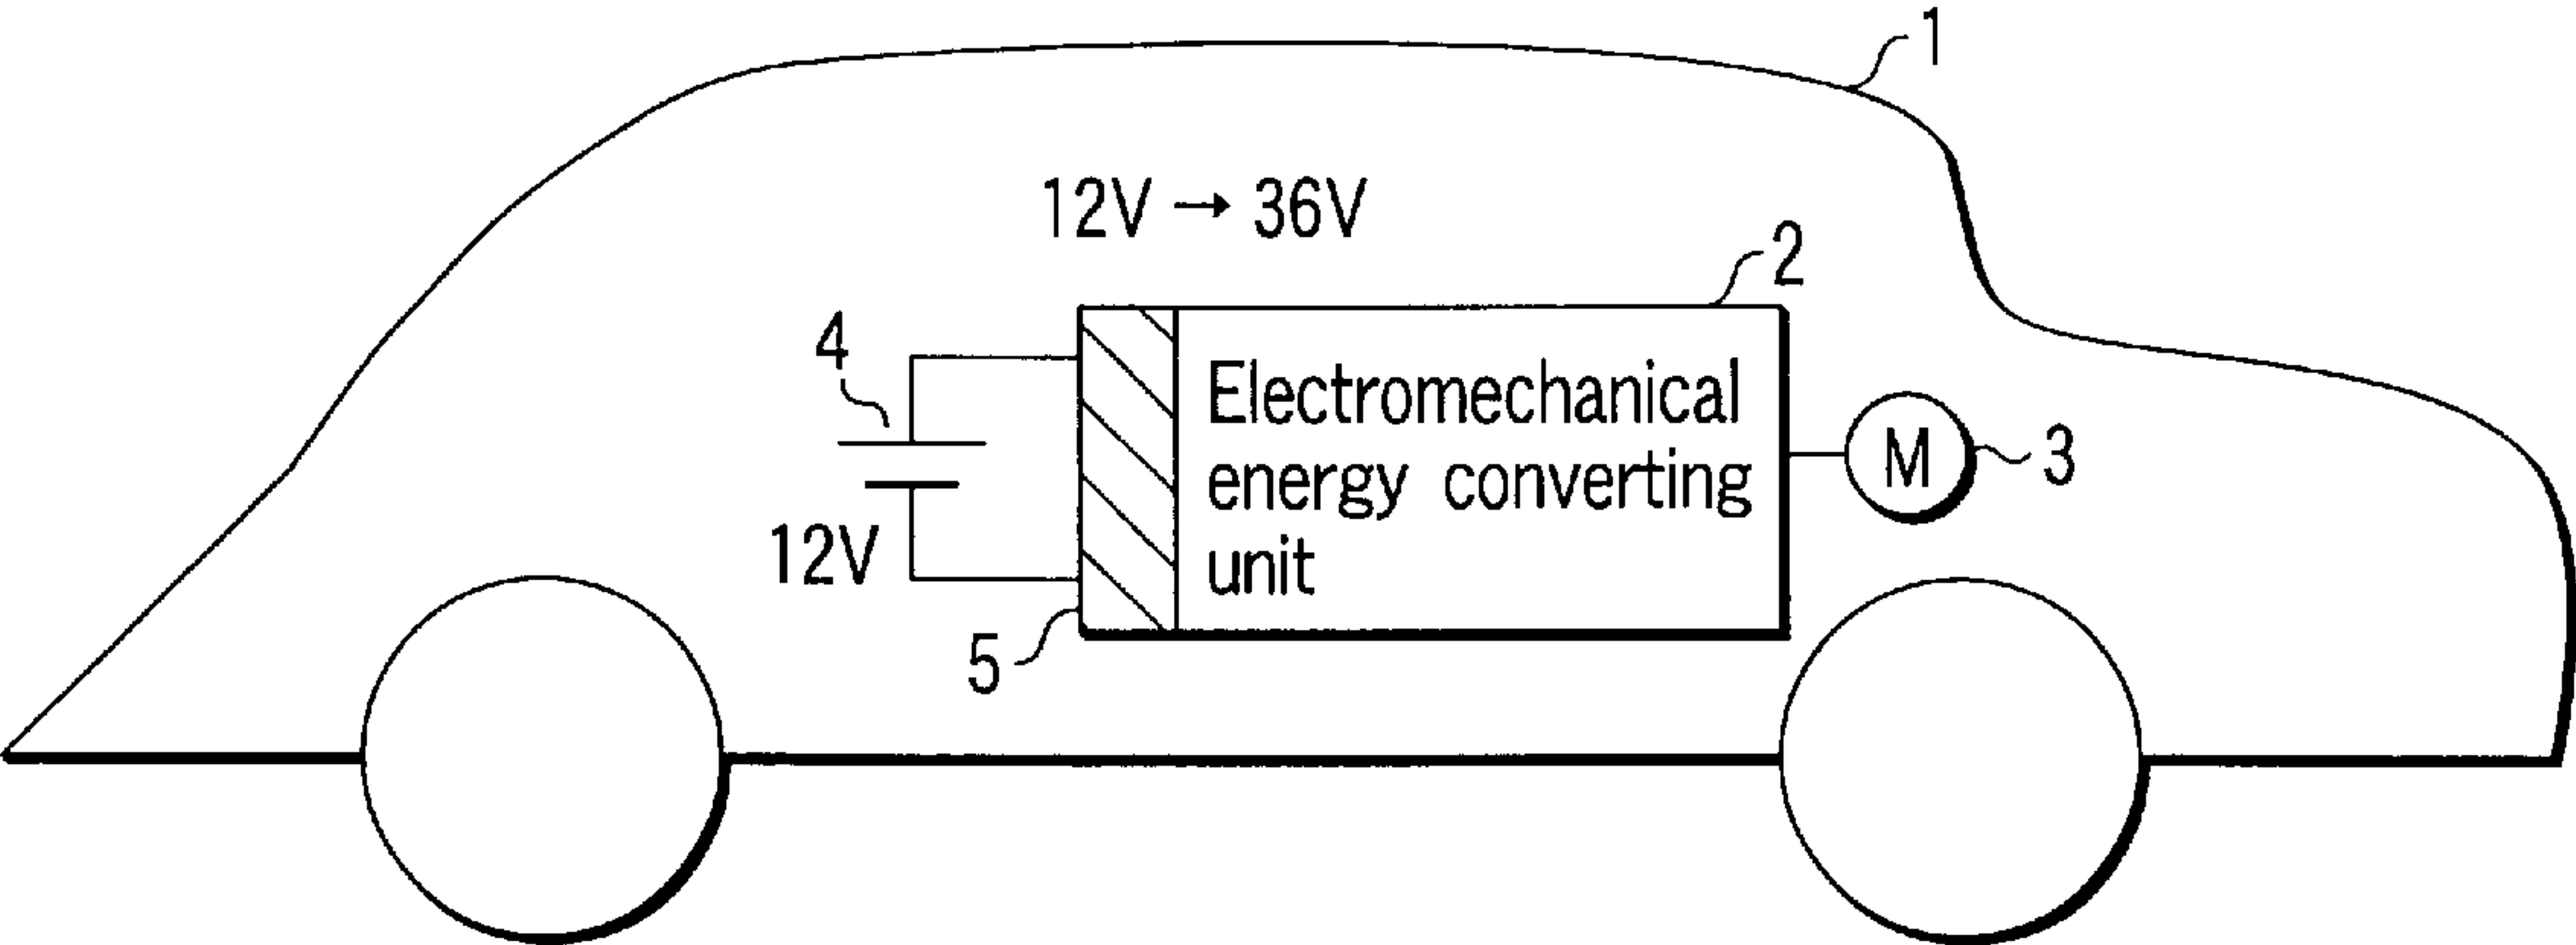 1
12V → 36V
2
4
Electromechanical
energy converting
unit
M
3
12V
5